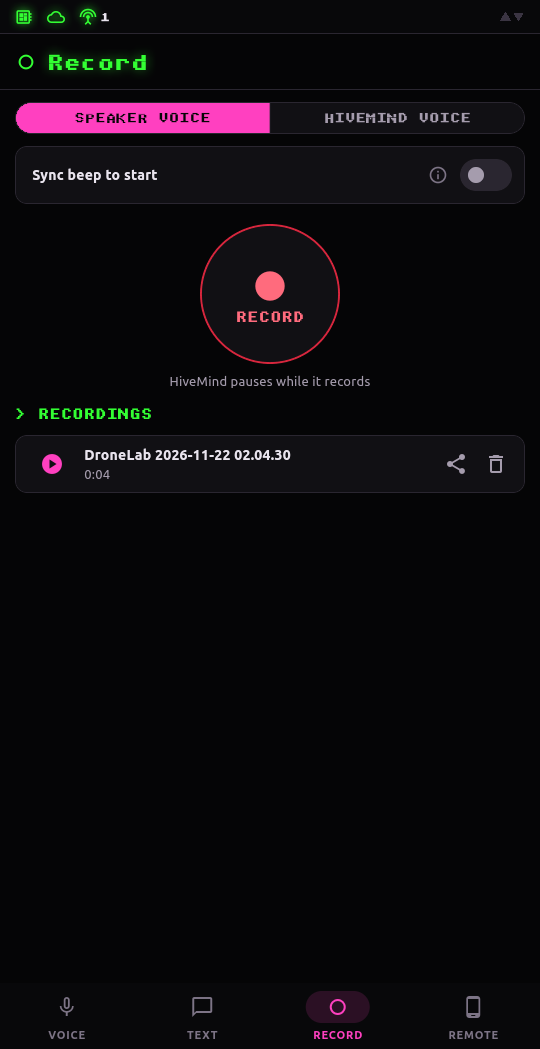 1
Record
SPEAKER VOICE
HIVEMIND VOICE
Sync beep to start
RECORD
HiveMind pauses while it records
RECORDINGS
DroneLab 2026-11-22 02.04.30
0:04
VOICE
TEXT
RECORD
REMOTE